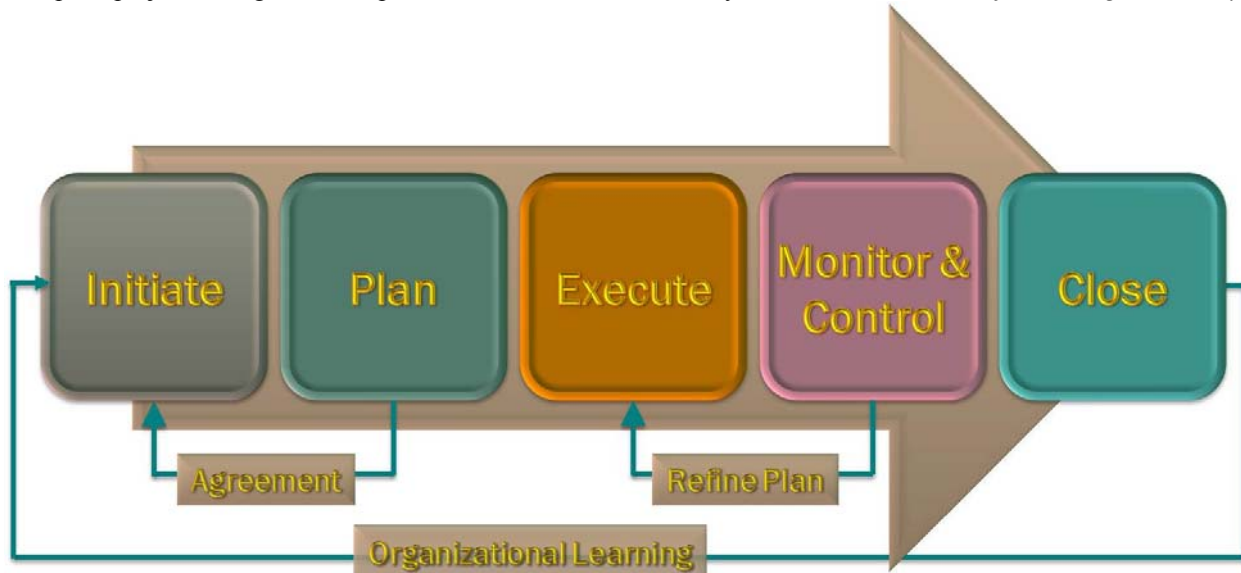 Initiate
Plan
Execute
Monitor &
Control
Close
Agreement
Refine Plan
Organizational Learning